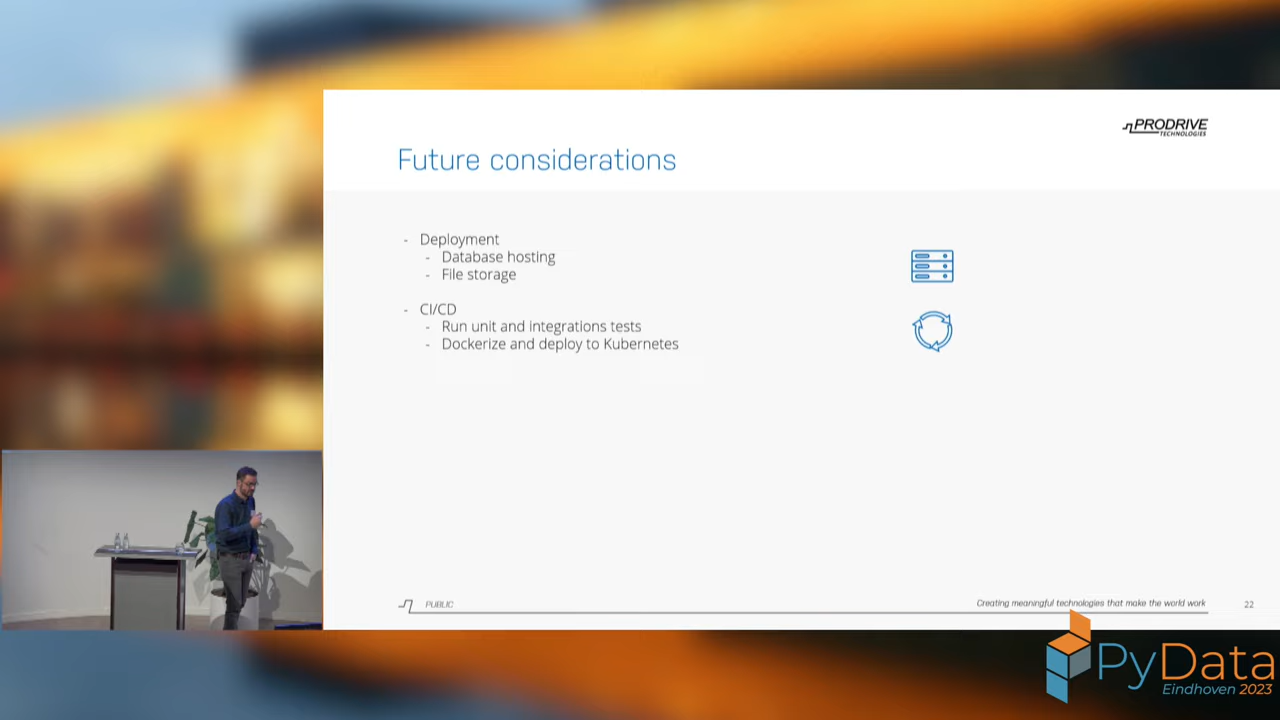 PRODRIVE
TECHNOLOGIES
Future considerations
- Deployment
- Database hosting
- File storage
- CI/CD
- Run unit and integrations tests
- Dockerize and deploy to Kubernetes
PUBLIC
Creating meaningful technologies that make the world work
22
PyData
Eindhoven 2023